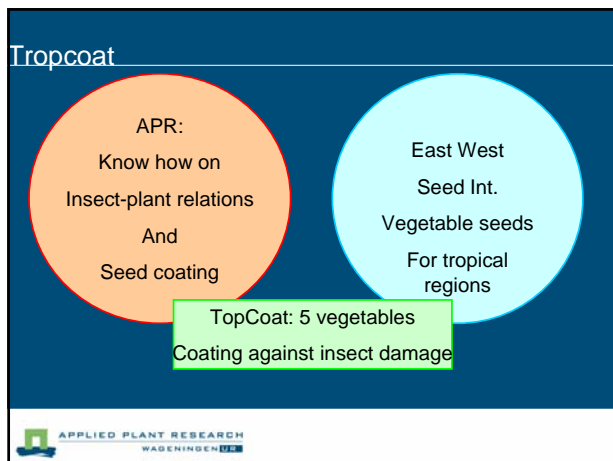 Tropcoat
APR:
Know how on
Insect-plant relations
And
Seed coating
East West
Seed Int.
Vegetable seeds
For tropical
regions
TopCoat: 5 vegetables
Coating against insect damage
APPLIED PLANT RESEARCH
WAGENINGEN UR